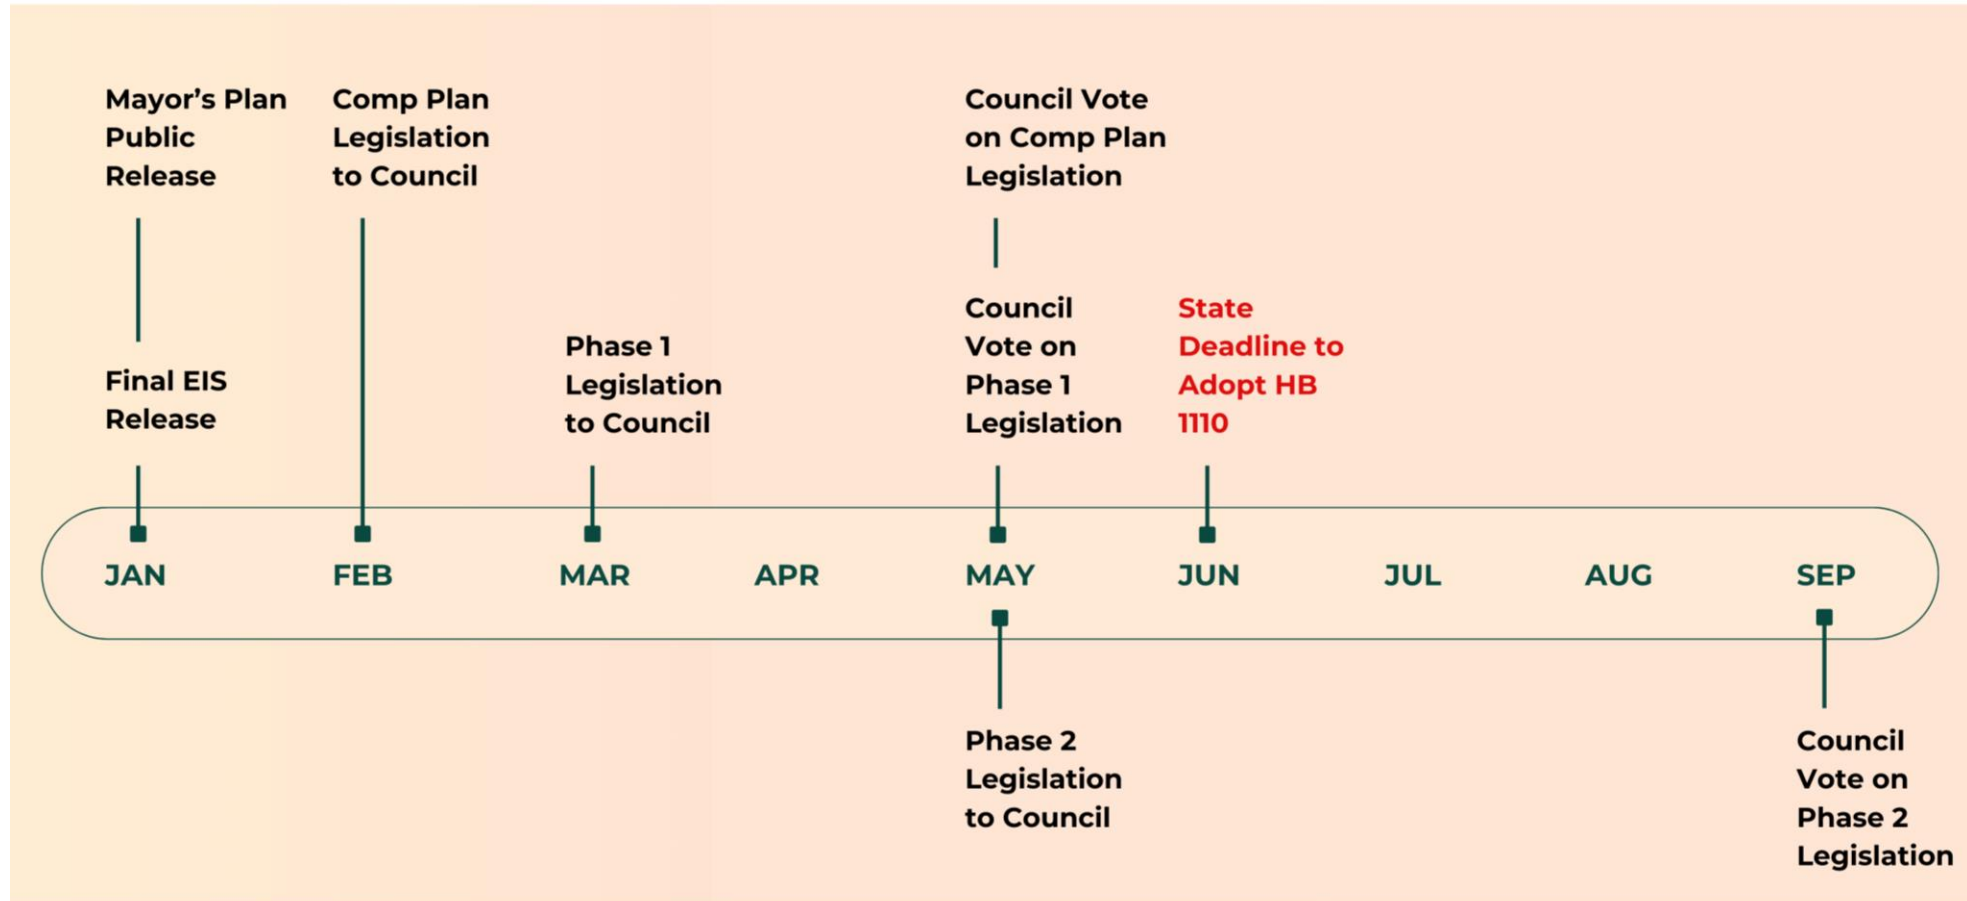 Mayor's Plan
Public
Release
Comp Plan
Legislation
to Council
Council Vote
on Comp Plan
Legislation
Final EIS
Release
Phase 1
Legislation
to Council
Council
Vote on
Phase 1
Legislation
State
Deadline to
Adopt HB
1110
JAN FEB MAR APR MAY JUN JUL AUG SEP
Phase 2
Legislation
to Council
Council
Vote on
Phase 2
Legislation